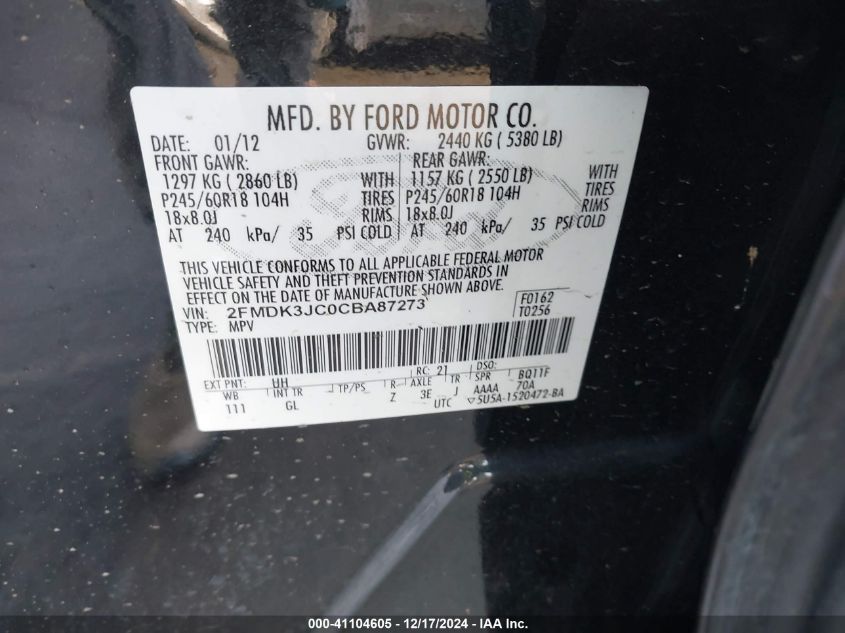 MFD. BY FORD MOTOR CO.
DATE: 01/12 GVWR: 2440 KG ( 5380 LB)
FRONT GAWR: REAR GAWR:
1297 KG ( 2860 LB) WITH 1157 KG ( 2550 LB) WITH
P245/60R18 104H TIRES P245/60R18 104H TIRES
18x8.0J RIMS 18x8.0J RIMS
AT 240 kPa/ 35 PSI COLD AT 240 kPa/ 35 PSI COLD
THIS VEHICLE CONFORMS TO ALL APPLICABLE FEDERAL MOTOR
VEHICLE SAFETY AND THEFT PREVENTION STANDARDS IN
EFFECT ON THE DATE OF MANUFACTURE SHOWN ABOVE.
VIN: 2FMDK3JC0CBA87273 F0162
TYPE: MPV T0256
RC: 21 DSO:
EXT PNT: UH BQ11F
WB INT TR TP/PS R AXLE TR SPR 70A
111 GL Z 3E J AAAA
UTC ▽5U5A-1520472-BA
000-41104605 - 12/17/2024 - IAA Inc.